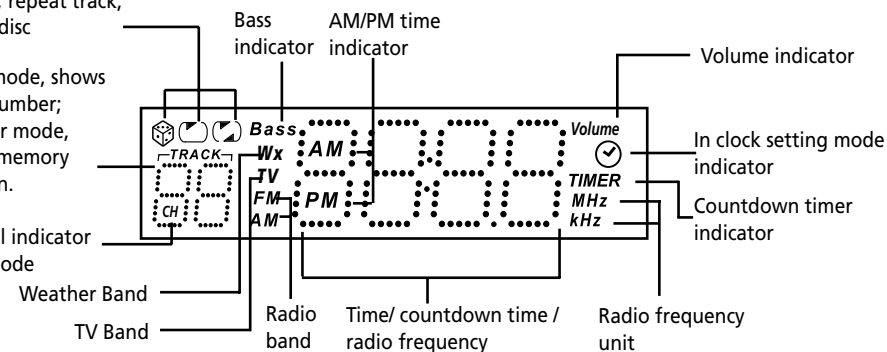 repeat track,
disc
Bass
indicator
AM/PM time
indicator
mode, shows
number;
r mode,
memory
n.
Volume indicator
In clock setting mode
indicator
Countdown timer
indicator
Bass
Wx
TV
FM
AM
TRACK
CH
AM
PM
Volume
TIMER
MHz
kHz
l indicator
ode
Weather Band
TV Band
Radio
band
Time/ countdown time /
radio frequency
Radio frequency
unit